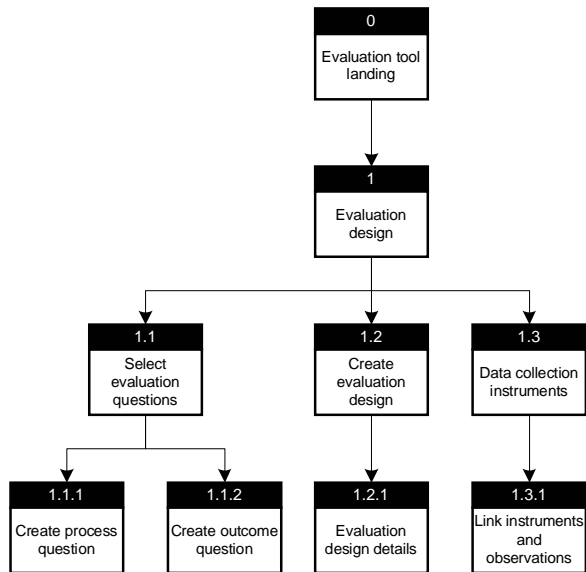 0
Evaluation tool
landing
1
Evaluation
design
1.1
Select
evaluation
questions
1.2
Create
evaluation
design
1.3
Data collection
instruments
1.1.1
Create process
question
1.1.2
Create outcome
question
1.2.1
Evaluation
design details
1.3.1
Link instruments
and
observations